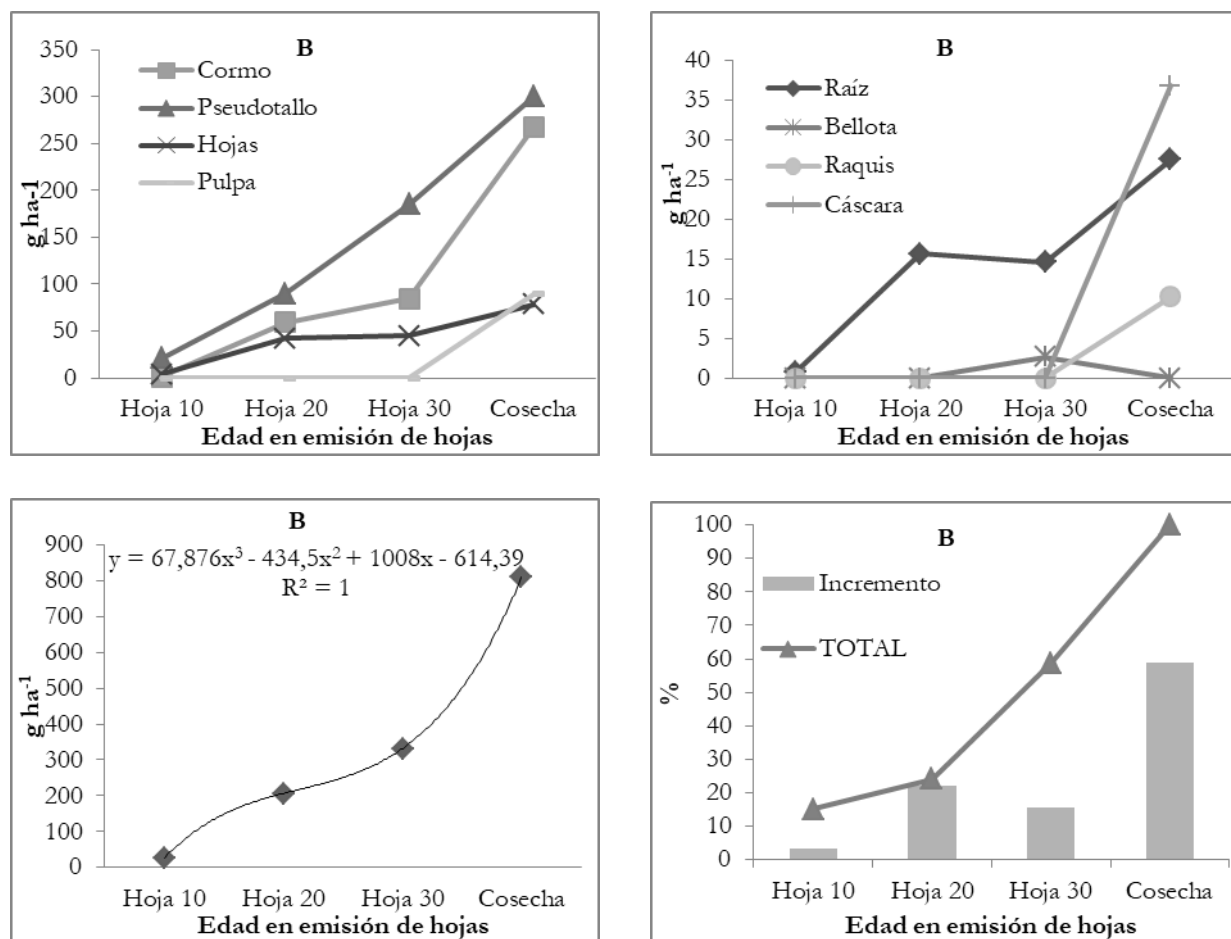 B
350
300
250
200
150
100
50
0
g ha-1
Cormo
Pseudotallo
Hojas
Pulpa
Hoja 10 Hoja 20 Hoja 30 Cosecha
Edad en emisión de hojas
B
40
35
30
25
20
15
10
5
0
g ha⁻¹
Raíz
Bellota
Raquis
Cáscara
Hoja 10 Hoja 20 Hoja 30 Cosecha
Edad en emisión de hojas
B
y = 67,876x³ - 434,5x² + 1008x - 614,39
R² = 1
900
800
700
600
500
400
300
200
100
0
g ha⁻¹
Hoja 10 Hoja 20 Hoja 30 Cosecha
Edad en emisión de hojas
B
100
90
80
70
60
50
40
30
20
10
0
%
Incremento
TOTAL
Hoja 10 Hoja 20 Hoja 30 Cosecha
Edad en emisión de hojas